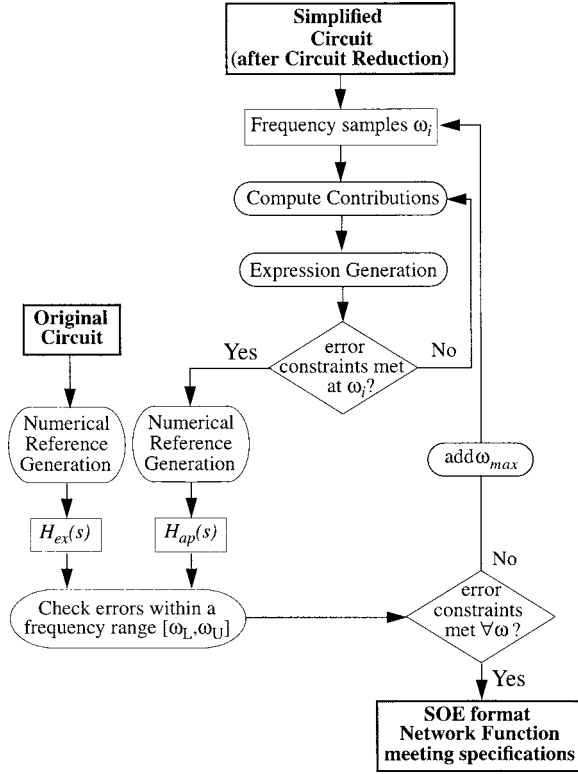 Simplified
Circuit
(after Circuit Reduction)
Frequency samples ωi
Compute Contributions
Expression Generation
error
constraints met
at ωi?
Yes
No
Original
Circuit
Numerical
Reference
Generation
Numerical
Reference
Generation
Hex(s)
Hap(s)
Check errors within a
frequency range [ωL,ωU]
add ωmax
No
error
constraints
met ∀ω ?
Yes
SOE format
Network Function
meeting specifications